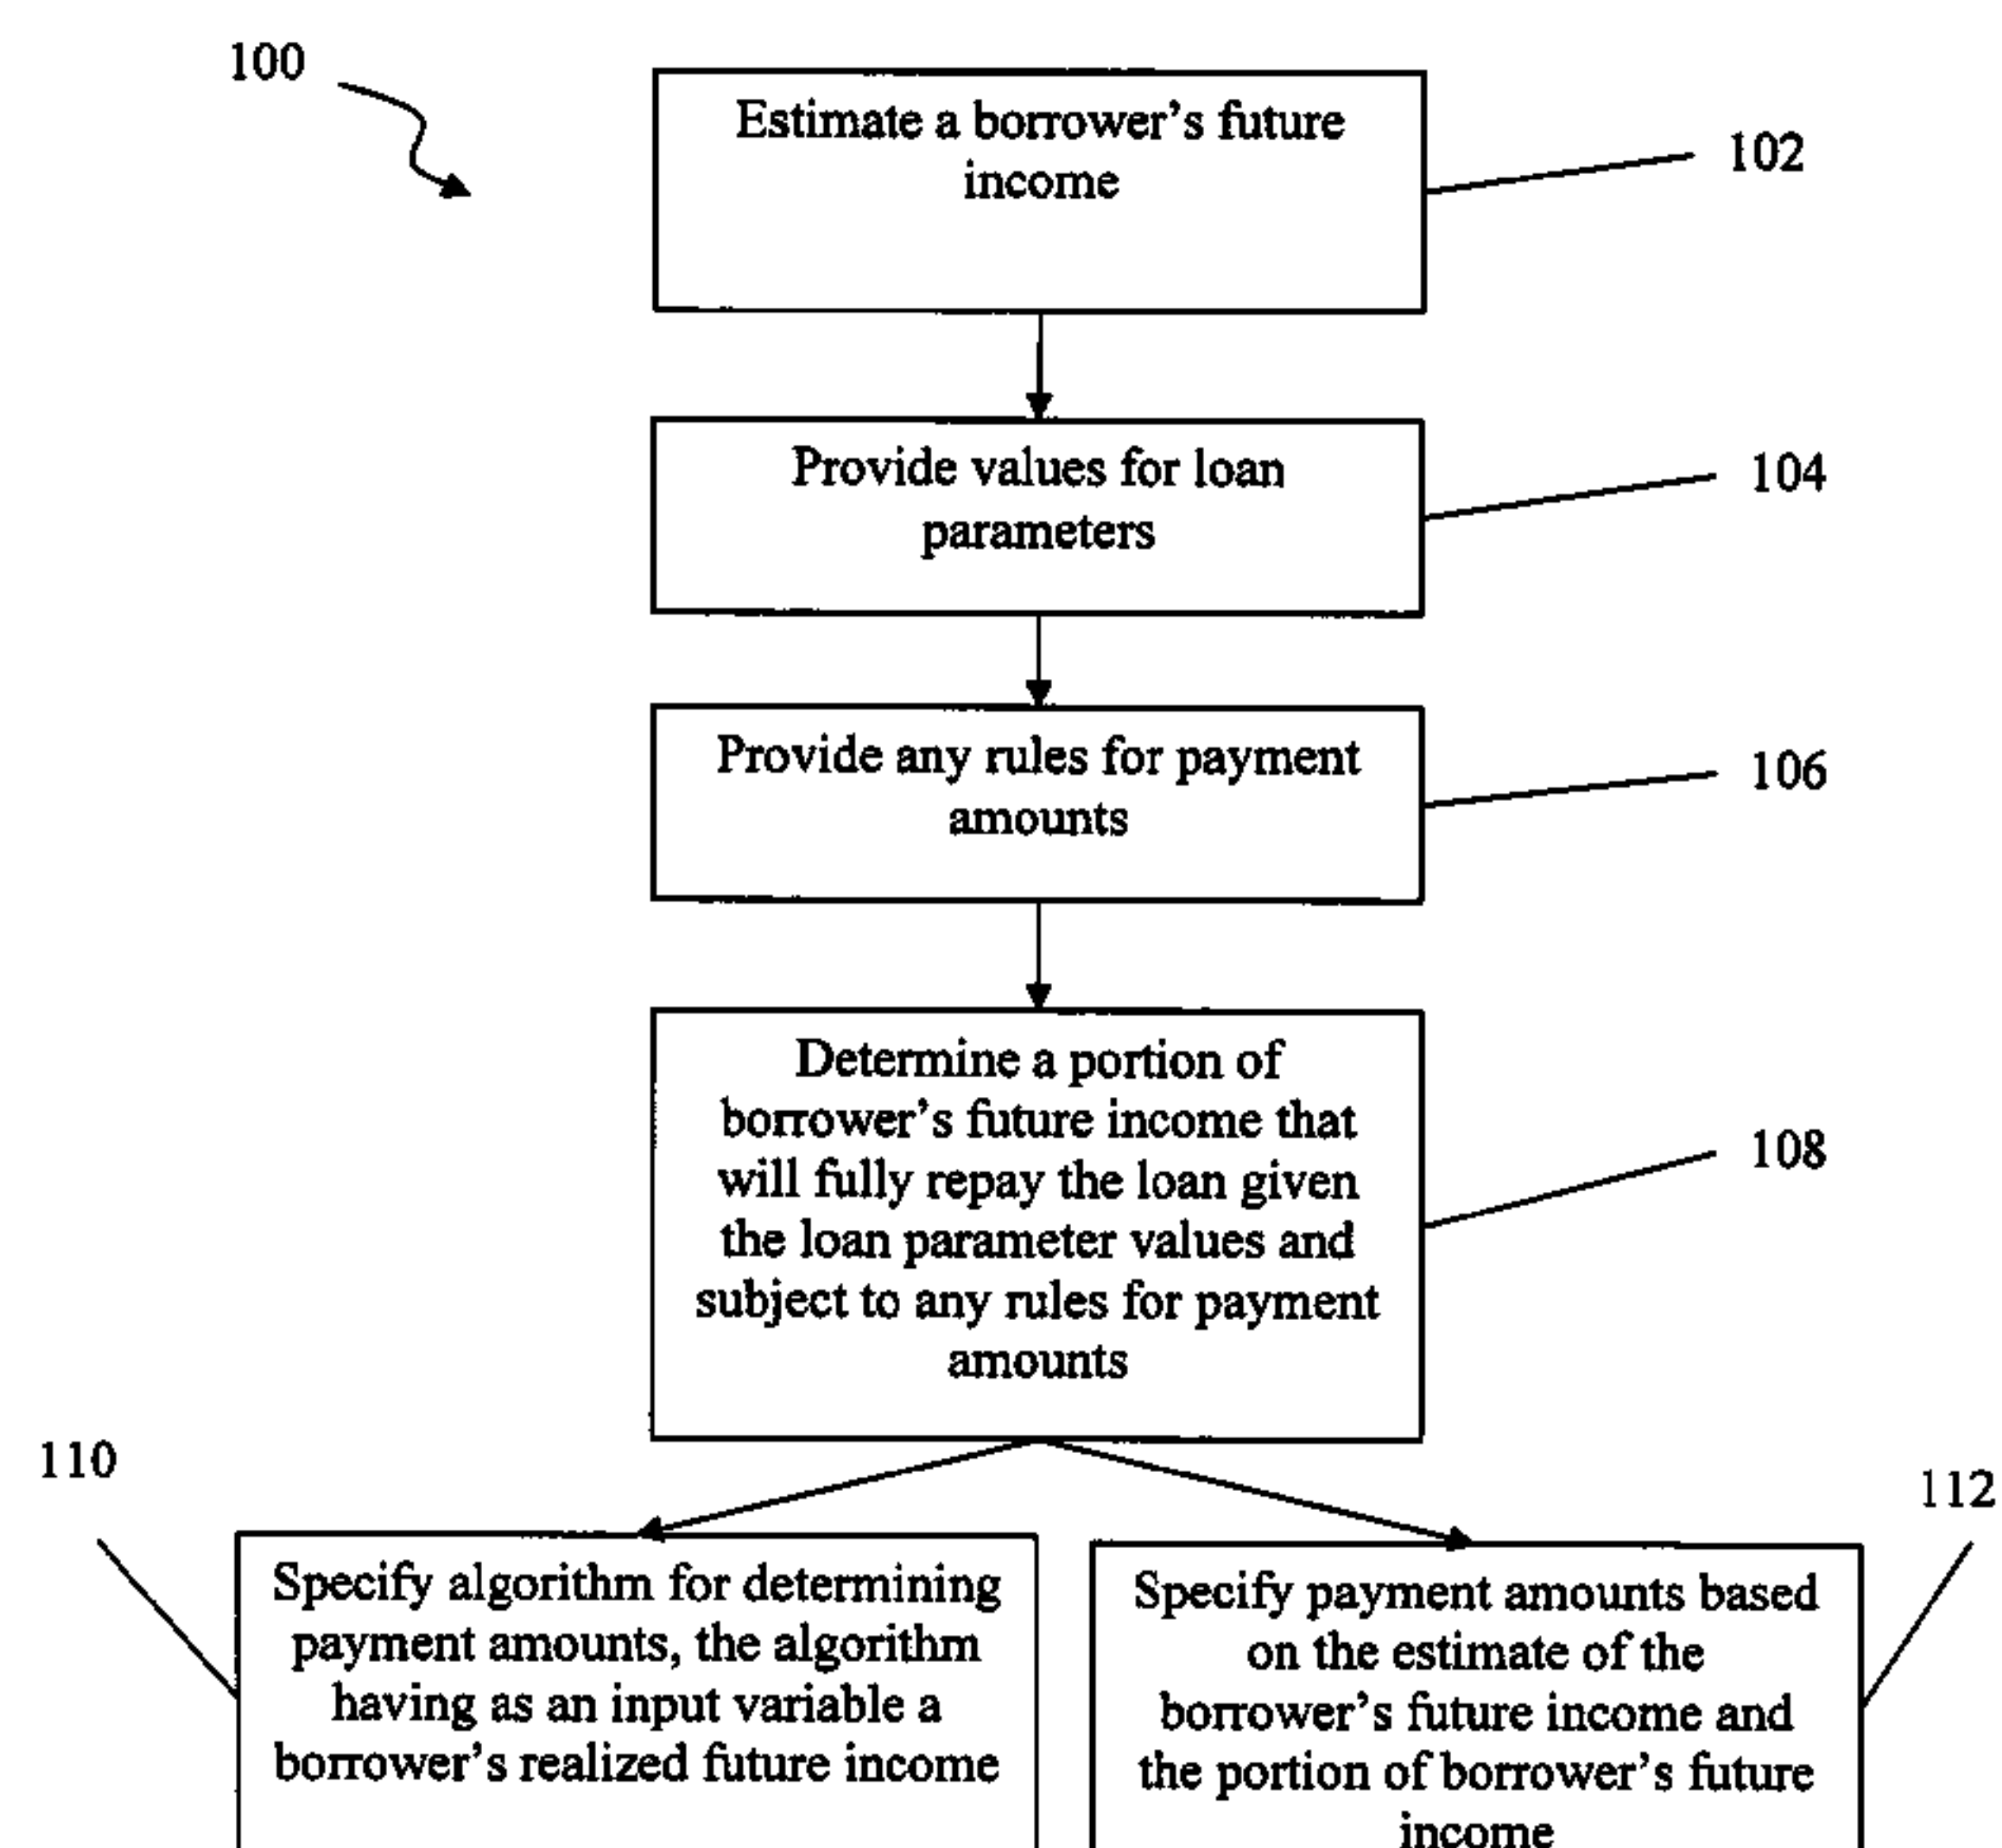 100
Estimate a borrower's future
income
102
Provide values for loan
parameters
104
Provide any rules for payment
amounts
106
Determine a portion of
borrower's future income that
will fully repay the loan given
the loan parameter values and
subject to any rules for payment
amounts
108
110
Specify algorithm for determining
payment amounts, the algorithm
having as an input variable a
borrower's realized future income
112
Specify payment amounts based
on the estimate of the
borrower's future income and
the portion of borrower's future
income